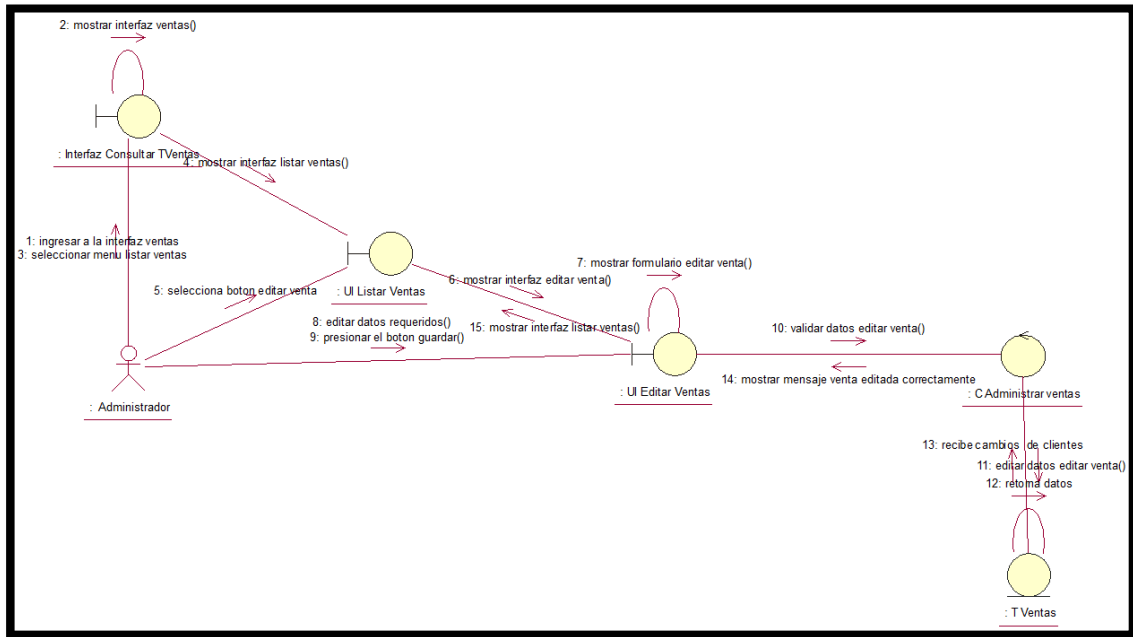 2: mostrar interfaz ventas()
: Interfaz Consultar TVentas
4: mostrar interfaz listar ventas()
1: ingresar a la interfaz ventas
3: seleccionar menu listar ventas
5: selecciona boton editar venta
: UI Listar Ventas
6: mostrar interfaz editar venta()
7: mostrar formulario editar venta()
8: editar datos requeridos()
9: presionar el boton guardar()
15: mostrar interfaz listar ventas()
10: validar datos editar venta()
14: mostrar mensaje venta editada correctamente
: Administrador
: UI Editar Ventas
: C Administrar ventas
13: recibe cambios de clientes
11: editar datos editar venta()
12: retorna datos
: T Ventas